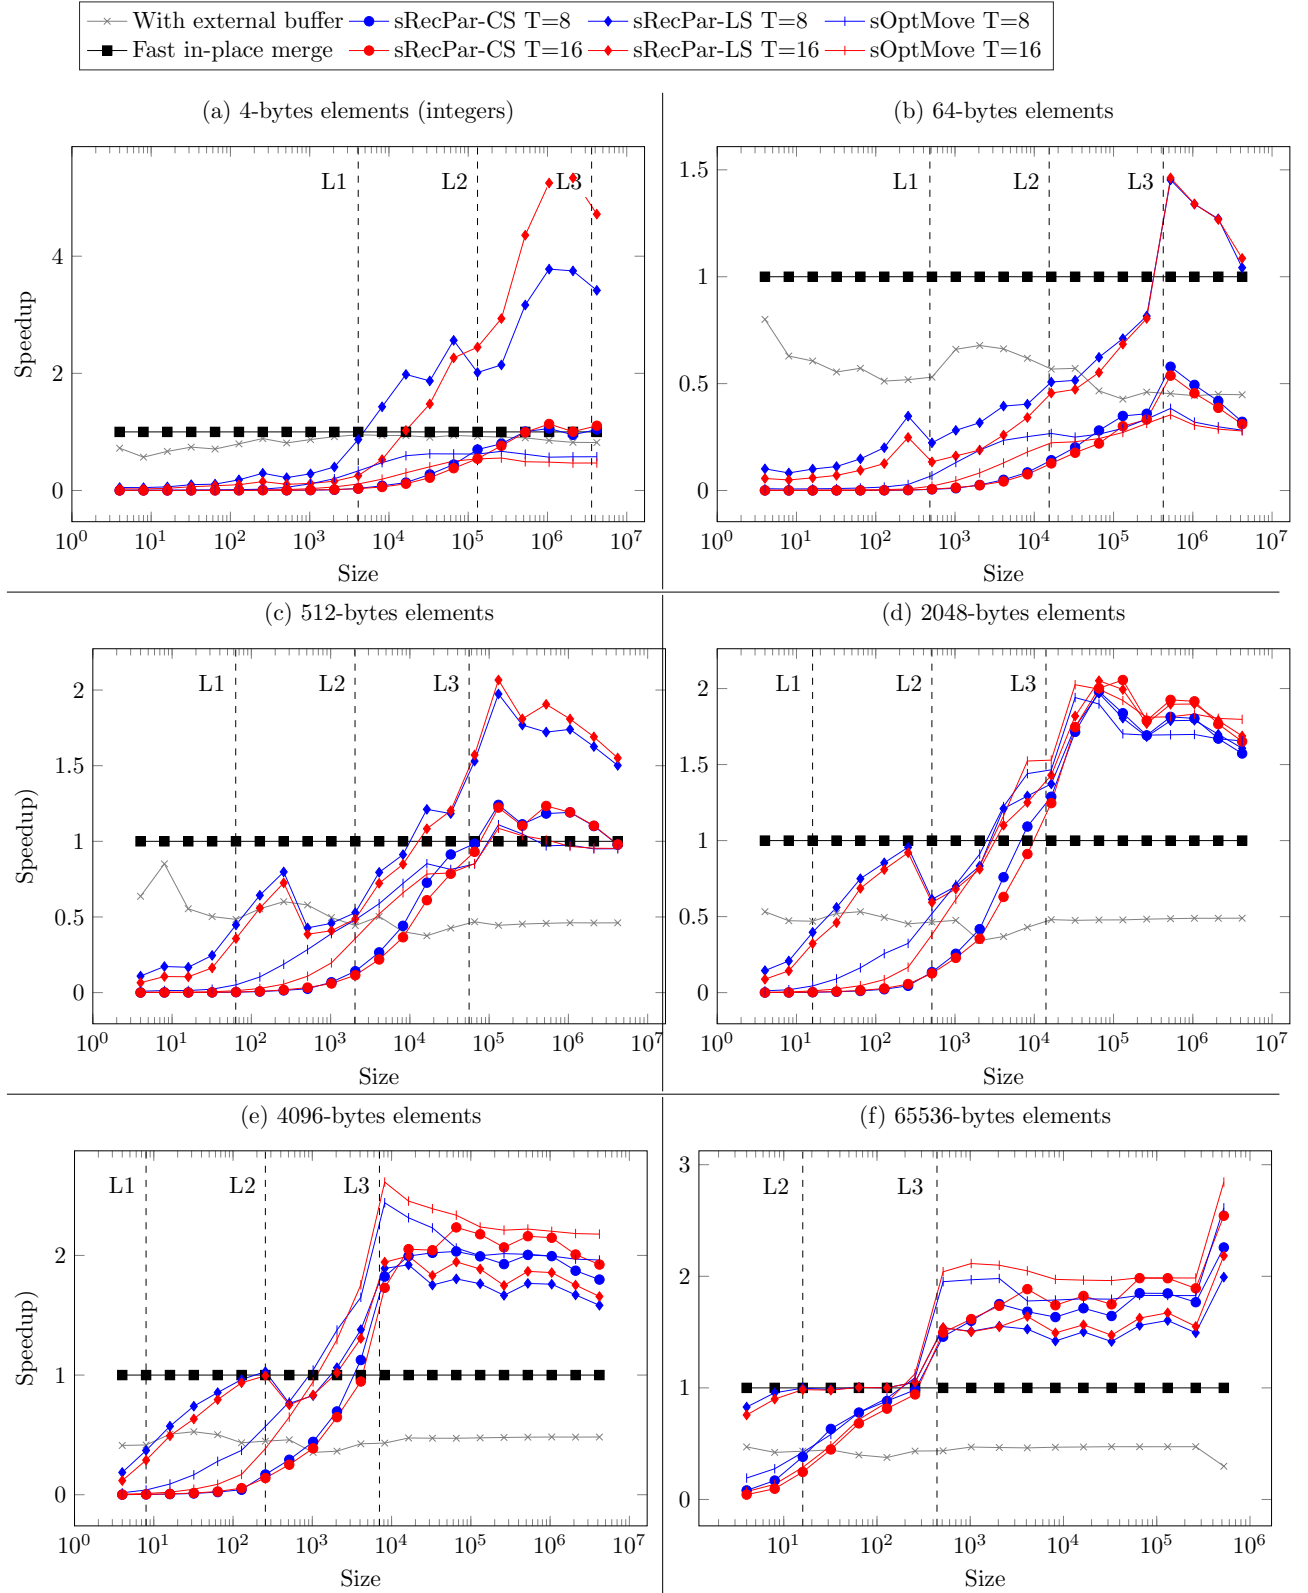 With external buffer sRecPar-CS T=8 sRecPar-LS T=8 sOptMove T=8
Fast in-place merge sRecPar-CS T=16 sRecPar-LS T=16 sOptMove T=16
(a) 4-bytes elements (integers)
L1 L2 L3
4
2
0
Speedup
10^0 10^1 10^2 10^3 10^4 10^5 10^6 10^7
Size
(b) 64-bytes elements
L1 L2 L3
1.5
1
0.5
0
10^0 10^1 10^2 10^3 10^4 10^5 10^6 10^7
Size
(c) 512-bytes elements
L1 L2 L3
2
1.5
1
0.5
0
Speedup)
10^0 10^1 10^2 10^3 10^4 10^5 10^6 10^7
Size
(d) 2048-bytes elements
L1 L2 L3
2
1.5
1
0.5
0
10^0 10^1 10^2 10^3 10^4 10^5 10^6 10^7
Size
(e) 4096-bytes elements
L1 L2 L3
2
1
0
Speedup)
10^0 10^1 10^2 10^3 10^4 10^5 10^6 10^7
Size
(f) 65536-bytes elements
L2 L3
3
2
1
0
10^1 10^2 10^3 10^4 10^5 10^6
Size